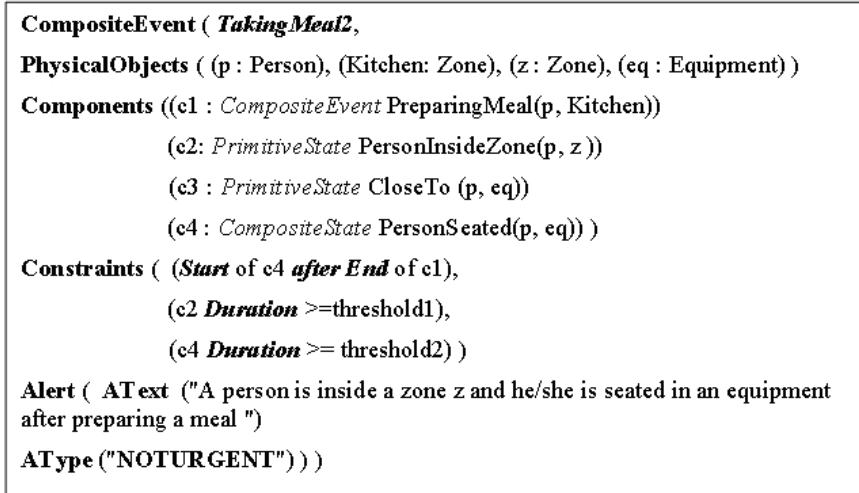 CompositeEvent ( TakingMeal2,
PhysicalObjects ( (p : Person), (Kitchen: Zone), (z : Zone), (eq : Equipment) )
Components ((c1 : CompositeEvent PreparingMeal(p, Kitchen))
(c2: PrimitiveState PersonInsideZone(p, z ))
(c3 : PrimitiveState CloseTo (p, eq))
(c4 : CompositeState PersonSeated(p, eq)) )
Constraints ( (Start of c4 after End of c1),
(c2 Duration >=threshold1),
(c4 Duration >= threshold2) )
Alert ( AText ("A person is inside a zone z and he/she is seated in an equipment
after preparing a meal ")
AType ("NOTURGENT") ) )